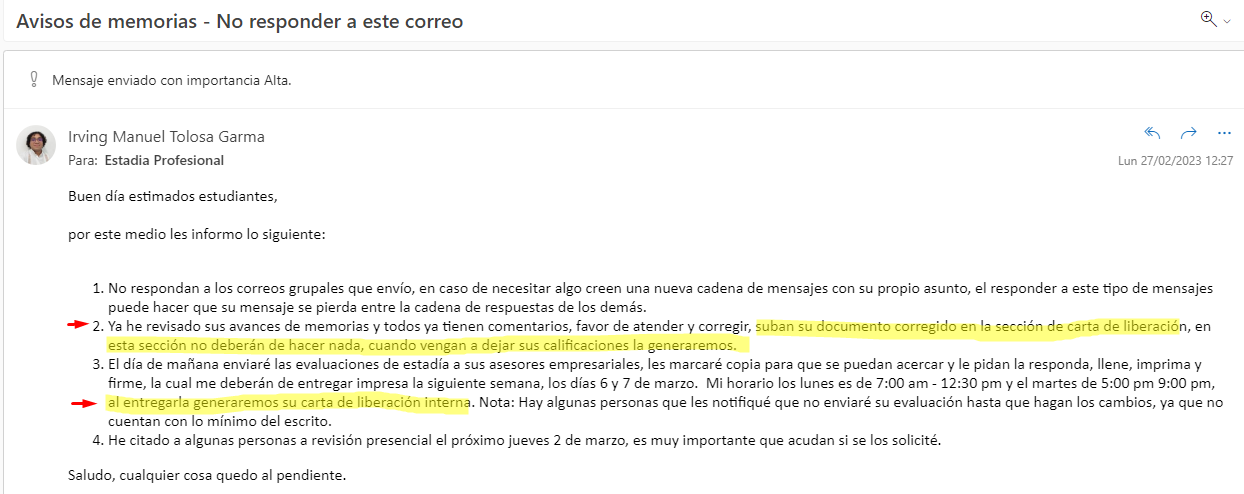 Avisos de memorias - No responder a este correo
Mensaje enviado con importancia Alta.
Irving Manuel Tolosa Garma
Para: Estadia Profesional
Lun 27/02/2023 12:27
Buen día estimados estudiantes,
por este medio les informo lo siguiente:
1. No respondan a los correos grupales que envío, en caso de necesitar algo creen una nueva cadena de mensajes con su propio asunto, el responder a este tipo de mensajes
puede hacer que su mensaje se pierda entre la cadena de respuestas de los demás.
2. Ya he revisado sus avances de memorias y todos ya tienen comentarios, favor de atender y corregir, suban su documento corregido en la sección de carta de liberación, en
esta sección no deberán de hacer nada, cuando vengan a dejar sus calificaciones la generaremos.
3. El día de mañana enviaré las evaluaciones de estadía a sus asesores empresariales, les marcaré copia para que se puedan acercar y le pidan la responda, llene, imprima y
firme, la cual me deberán de entregar impresa la siguiente semana, los días 6 y 7 de marzo. Mi horario los lunes es de 7:00 am - 12:30 pm y el martes de 5:00 pm 9:00 pm,
al entregarla generaremos su carta de liberación interna. Nota: Hay algunas personas que les notifiqué que no enviaré su evaluación hasta que hagan los cambios, ya que no
cuentan con lo mínimo del escrito.
4. He citado a algunas personas a revisión presencial el próximo jueves 2 de marzo, es muy importante que acudan si se los solicité.
Saludo, cualquier cosa quedo al pendiente.